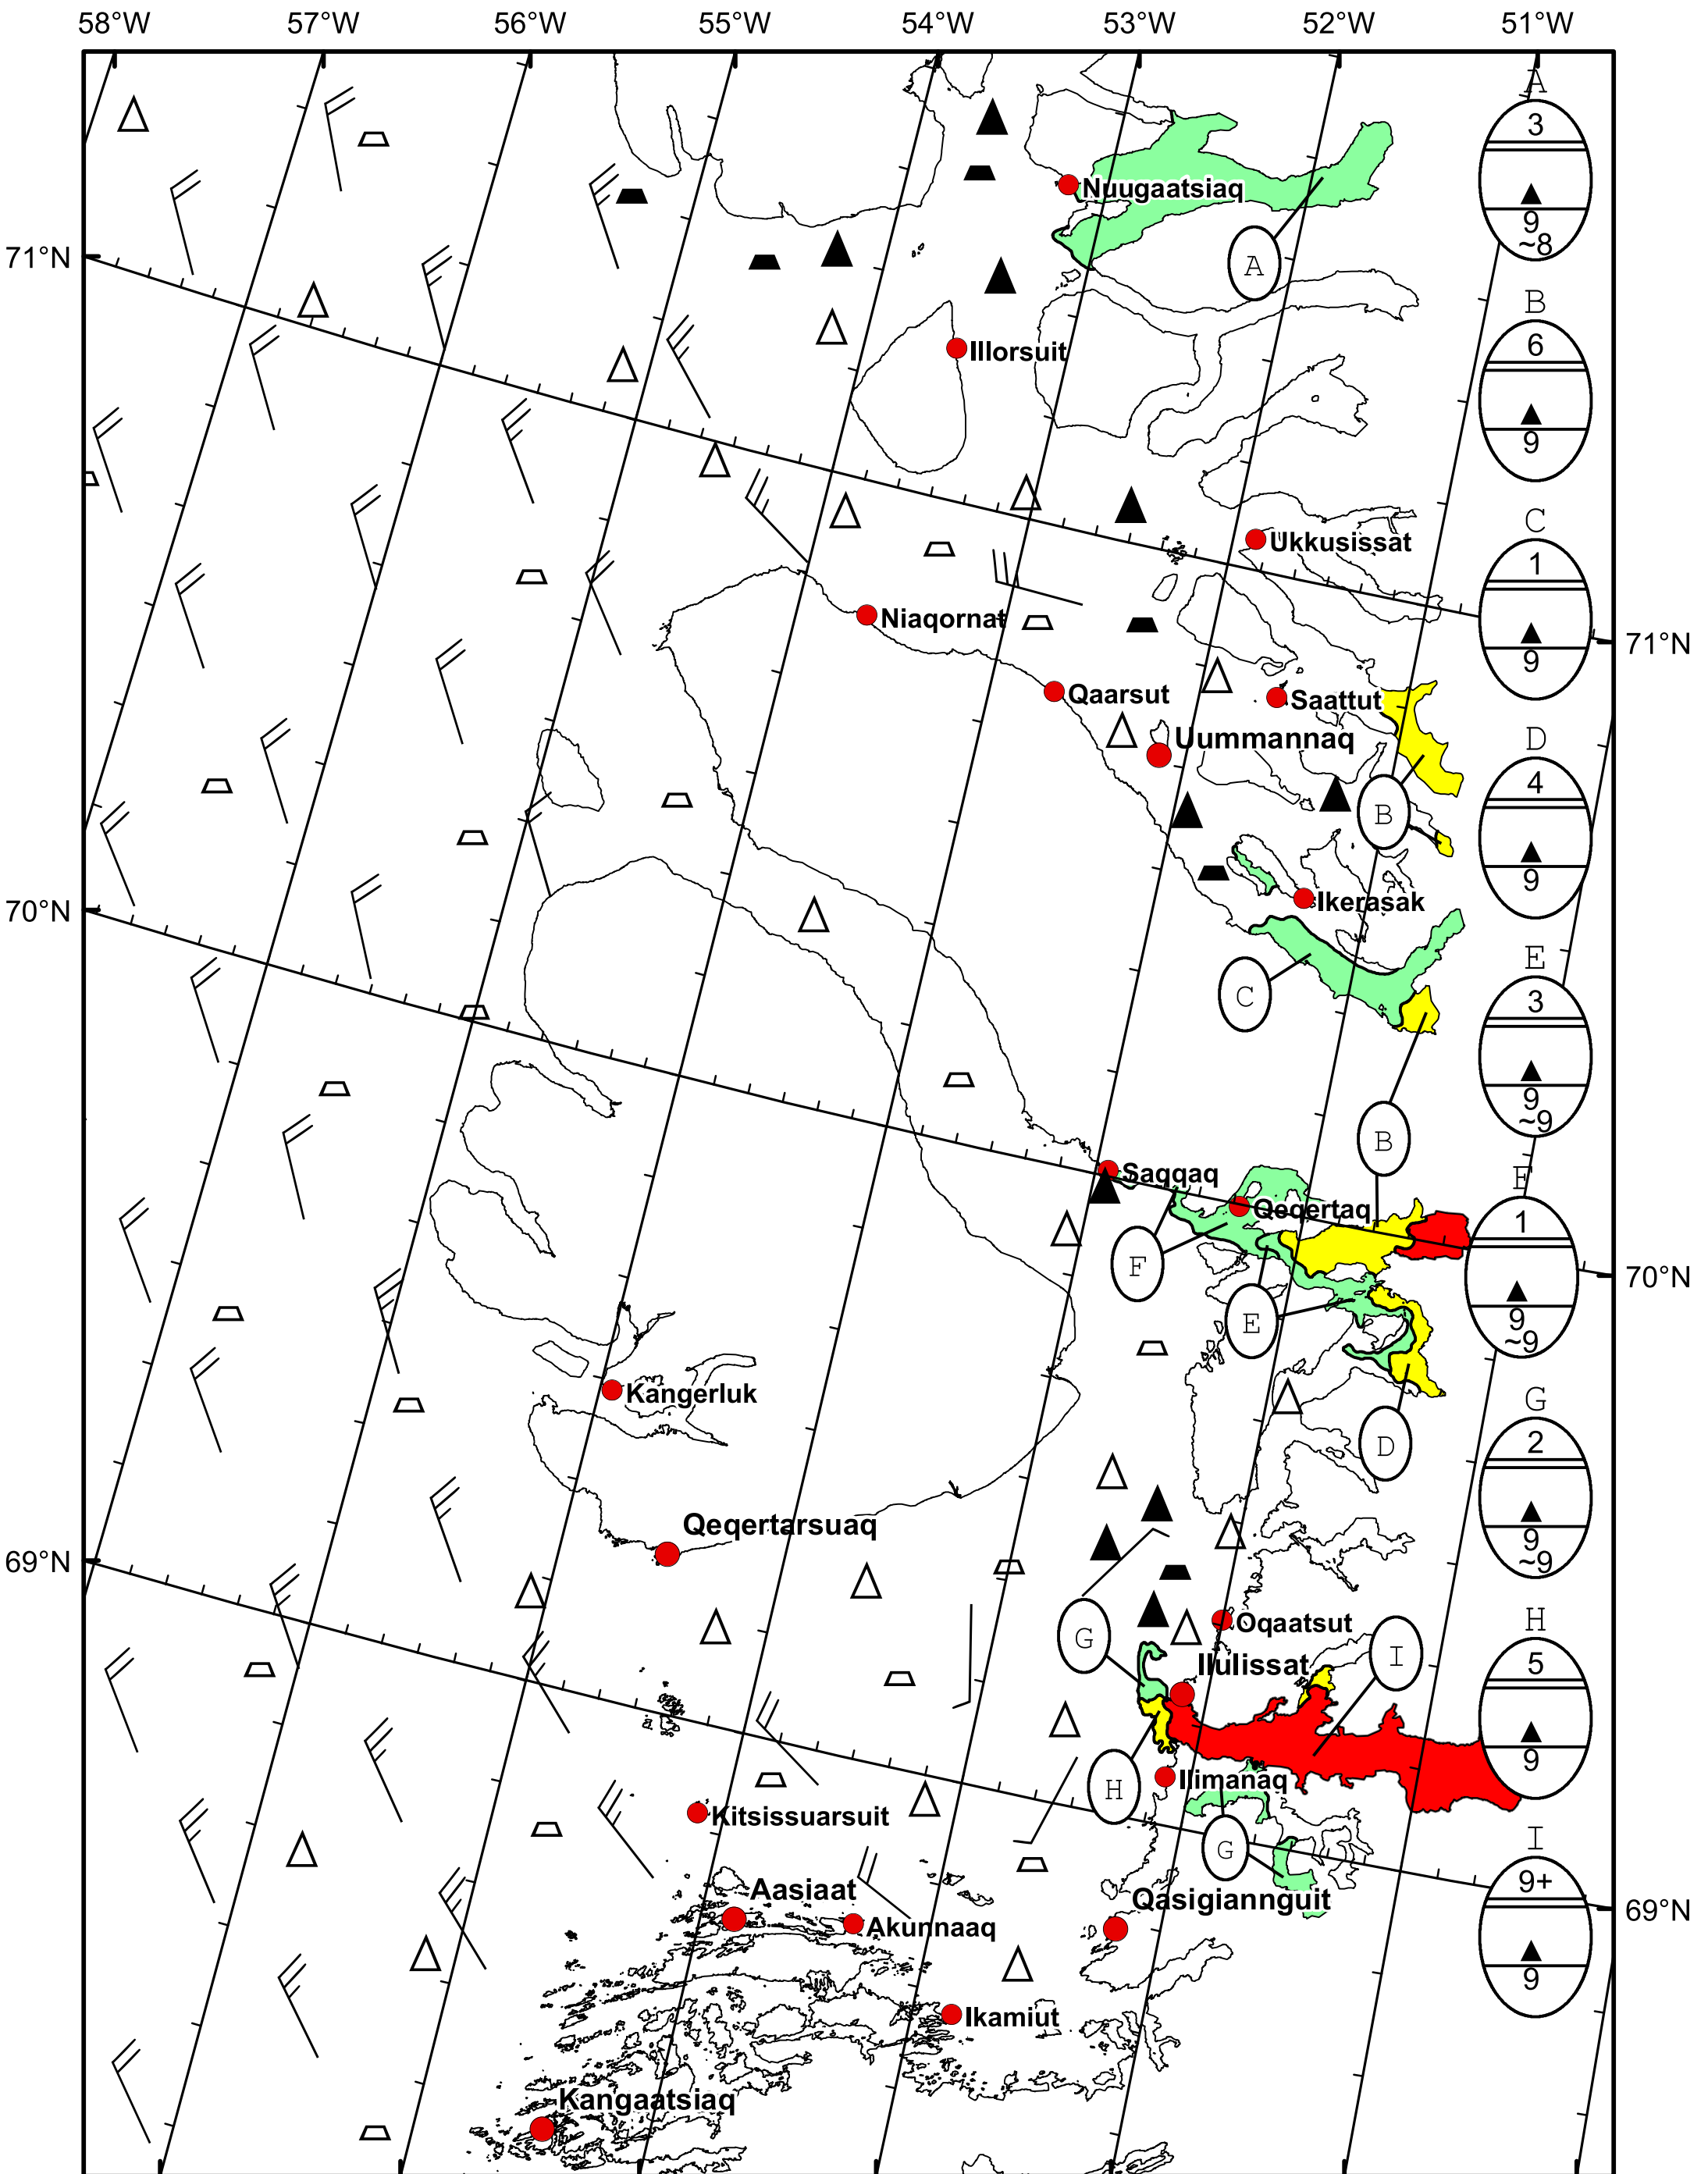 58°W 57°W 56°W 55°W 54°W 53°W 52°W 51°W
A
3
9
~8
Nuugaatsiaq
71°N
A
B
6
9
Illorsuit
C
1
9
Ukkusissat
Niaqornat
71°N
Qaarsut
Saattut
Uummannaq
D
4
9
B
Ikerasak
70°N
C
E
3
9
~9
B
Saqqaq
Qeqertaq
F
1
9
~9
F
E
70°N
Kangerluk
G
2
9
~9
D
Qeqertarsuaq
69°N
Oqaatsut
G
I
Ilulissat
H
5
9
H
Ilimanaq
Kitsissuarsuit
G
I
9+
9
Aasiaat
Qasigiannguit
Akunnaaq
69°N
Ikamiut
Kangaatsiaq